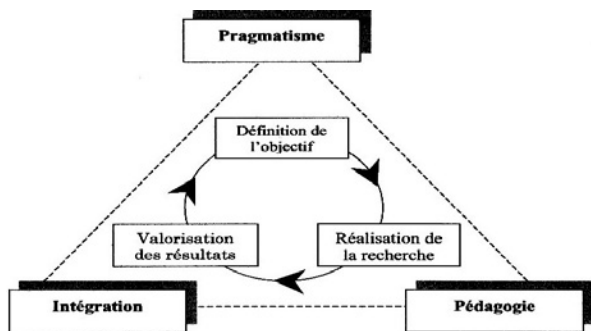 Pragmatisme
Définition de
l'objectif
Valorisation
des résultats
Réalisation de
la recherche
Intégration
Pédagogie